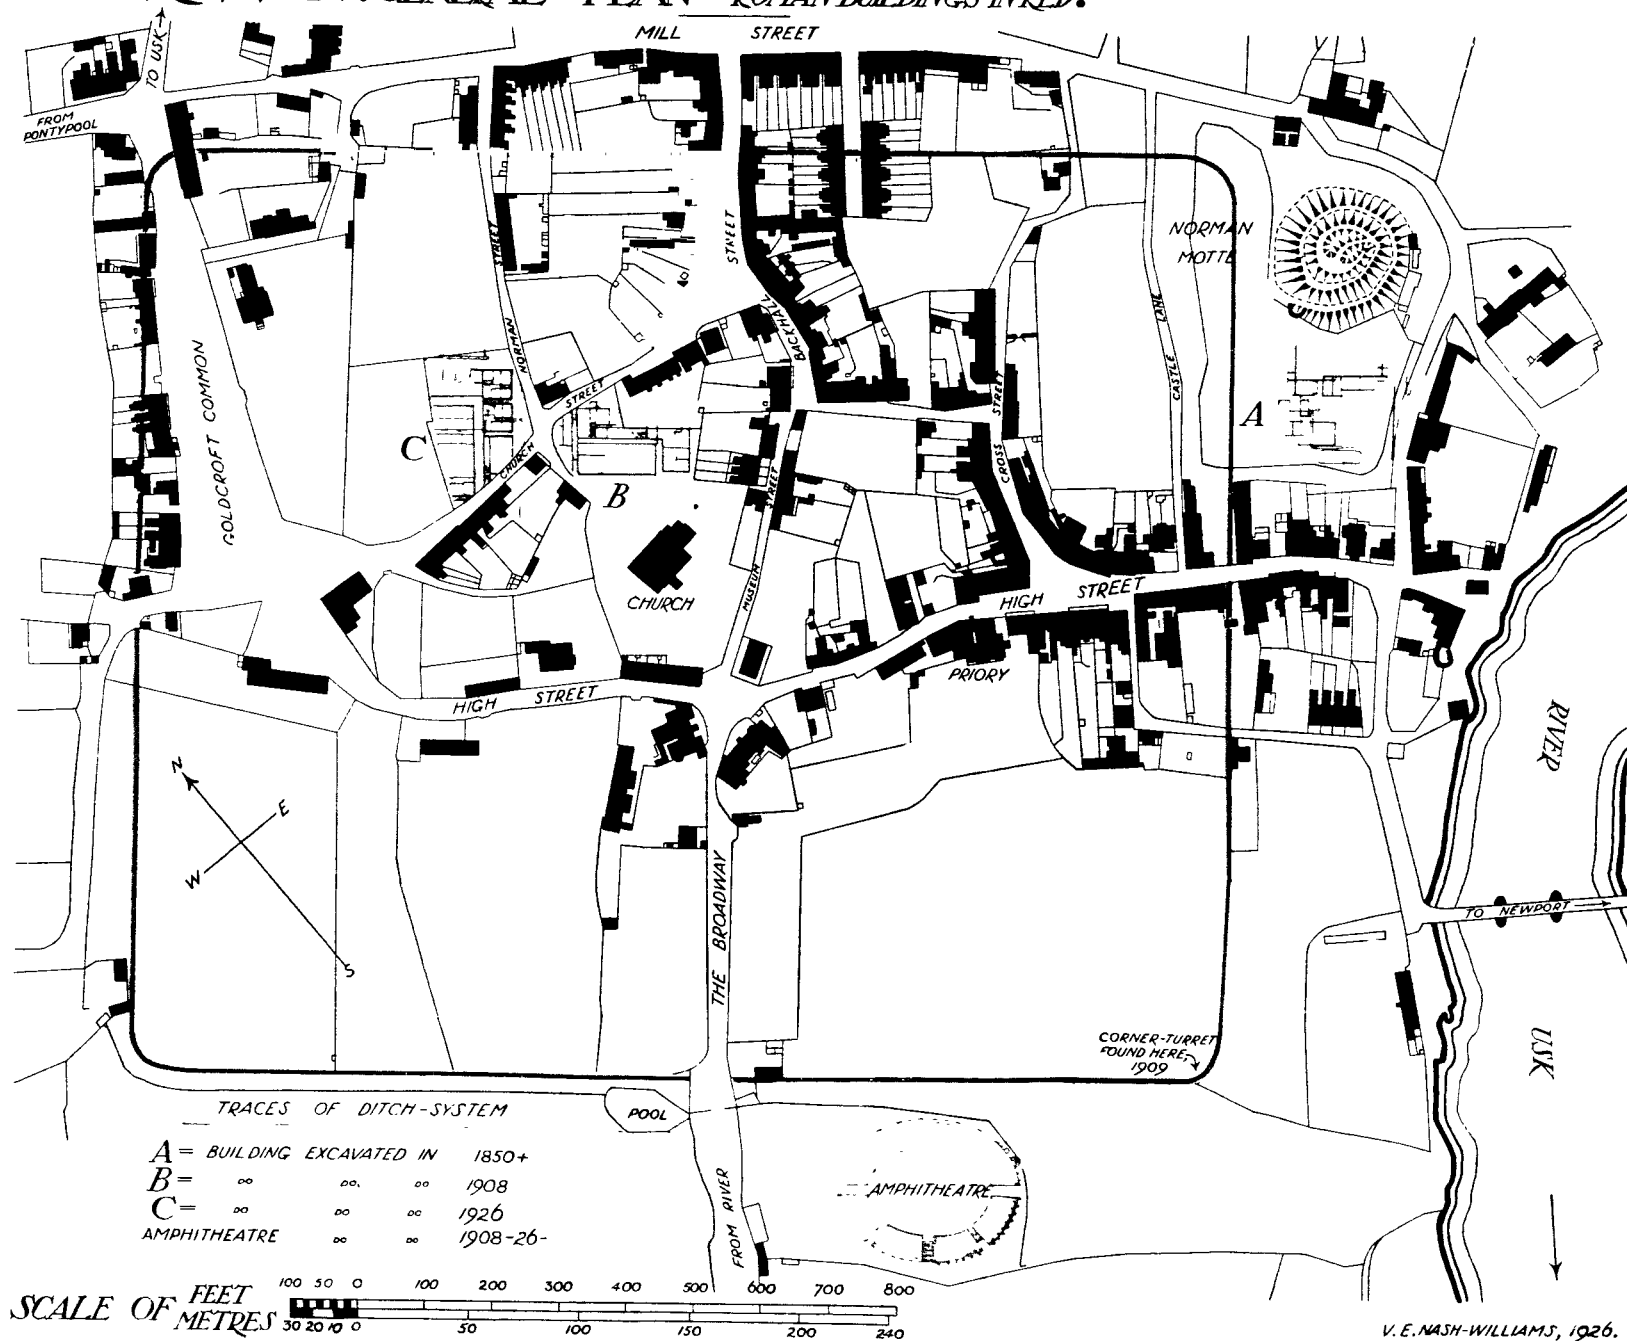 GENERAL PLAN ROMAN BUILDINGS IN RED.
MILL STREET
TO USK
FROM
PONTYPOOL
STREET
NORMAN
STREET
BACKHALL
NORMAN
MOTTE
CASTLE LANE
GOLDCROFT COMMON
CHURCH STREET
CROSS STREET
A
C
B
MUSEUM STREET
CHURCH
HIGH STREET
PRIORY
HIGH STREET
RIVER
USK
N
E
W
S
THE BROADWAY
TO NEWPORT
CORNER-TURRET
FOUND HERE,
1909
TRACES OF DITCH-SYSTEM
POOL
A = BUILDING EXCAVATED IN 1850+
B = ∞ ∞. ∞ 1908
C = ∞ ∞ ∞ 1926
AMPHITHEATRE ∞ ∞ 1908-26-
AMPHITHEATRE
FROM RIVER
SCALE OF FEET
METRES
100 50 0 100 200 300 400 500 600 700 800
30 20 10 0 50 100 150 200 240
V.E.NASH-WILLIAMS, 1926.